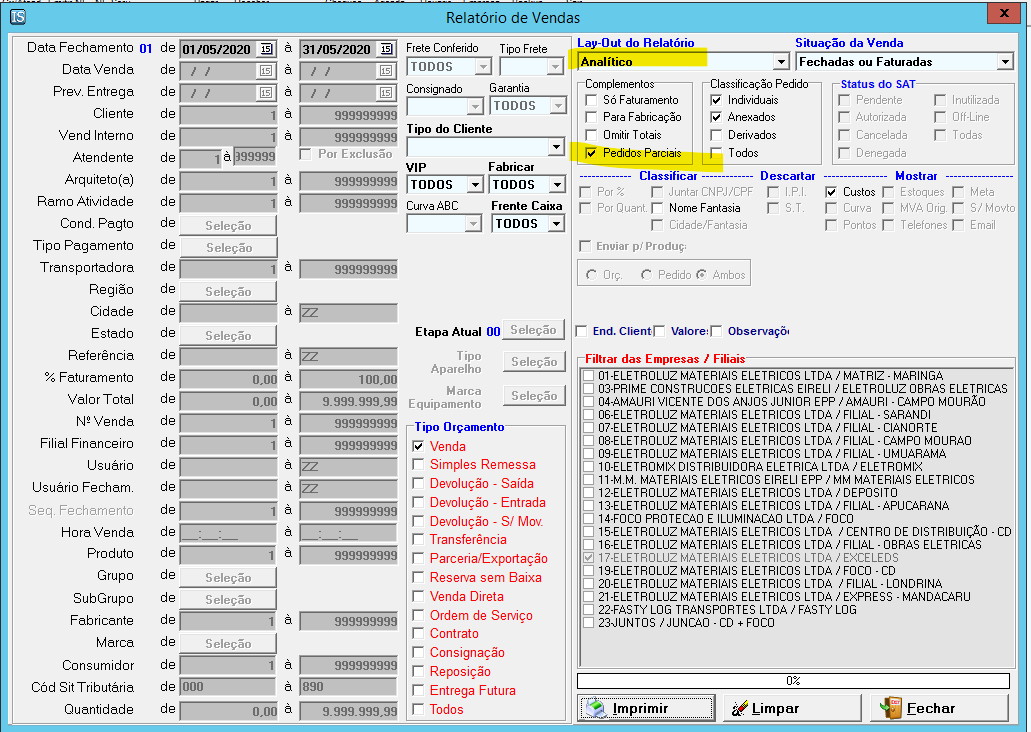 Relatório de Vendas
Data Fechamento 01 de 01/05/2020 15 à 31/05/2020 15
Data Venda de / / 15 à / / 15
Prev. Entrega de / / 15 à / / 15
Cliente de 1 à 999999999
Vend Interno de 1 à 999999999
Atendente de 1 à 999999 Por Exclusão
Arquiteto(a) de 1 à 999999999
Ramo Atividade de 1 à 999999999
Cond. Pagto de Seleção
Tipo Pagamento de Seleção
Transportadora de 1 à 999999999
Região de Seleção
Cidade de à ZZ
Estado de Seleção
Referência de à ZZ
% Faturamento de 0,00 à 100,00
Valor Total de 0,00 à 9.999.999,99
Nº Venda de 1 à 999999999
Filial Financeiro de 1 à 999999999
Usuário de à ZZ
Usuário Fecham. de à ZZ
Seq. Fechamento de 1 à 999999999
Hora Venda de __:__:__ à __:__:__
Produto de 1 à 999999999
Grupo de Seleção
SubGrupo de Seleção
Fabricante de 1 à 999999999
Marca de Seleção
Consumidor de 1 à 999999999
Cód Sit Tributária de 000 à 890
Quantidade de 0,00 à 9.999.999,99
Frete Conferido Tipo Frete
TODOS
Consignado Garantia
TODOS
Tipo do Cliente
VIP Fabricar
TODOS TODOS
Curva ABC Frente Caixa
TODOS
Etapa Atual 00 Seleção
Tipo
Aparelho Seleção
Marca
Equipamento Seleção
Tipo Orçamento
Venda
Simples Remessa
Devolução - Saída
Devolução - Entrada
Devolução - S/ Mov.
Transferência
Parceria/Exportação
Reserva sem Baixa
Venda Direta
Ordem de Serviço
Contrato
Consignação
Reposição
Entrega Futura
Todos
Lay-Out do Relatório Situação da Venda
Analítico Fechadas ou Faturadas
Complementos
Só Faturamento
Para Fabricação
Omitir Totais
Pedidos Parciais
Classificação Pedido
Individuais
Anexados
Derivados
Todos
Status do SAT
Pendente Inutilizada
Autorizada Off-Line
Cancelada Todas
Denegada
Classificar Descartar Mostrar
Por % Juntar CNPJ/CPF I.P.I. Custos Estoques Meta
Por Quant. Nome Fantasia S.T. Curva MVA Orig. S/ Movto
Cidade/Fantasia Pontos Telefones Email
Enviar p/ Produç
Orç. Pedido Ambos
End. Client Valore Observaçõ
Filtrar das Empresas / Filiais
01-ELETROLUZ MATERIAIS ELETRICOS LTDA / MATRIZ - MARINGA
03-PRIME CONSTRUCOES ELETRICAS EIRELI / ELETROLUZ OBRAS ELETRICAS
04-AMAURI VICENTE DOS ANJOS JUNIOR EPP / AMAURI - CAMPO MOURÃO
06-ELETROLUZ MATERIAIS ELETRICOS LTDA / FILIAL - SARANDI
07-ELETROLUZ MATERIAIS ELETRICOS LTDA / FILIAL - CIANORTE
08-ELETROLUZ MATERIAIS ELETRICOS LTDA / FILIAL - CAMPO MOURAO
09-ELETROLUZ MATERIAIS ELETRICOS LTDA / FILIAL - UMUARAMA
10-ELETROMIX DISTRIBUIDORA ELETRICA LTDA / ELETROMIX
11-M.M. MATERIAIS ELETRICOS EIRELI EPP / MM MATERIAIS ELETRICOS
12-ELETROLUZ MATERIAIS ELETRICOS LTDA / DEPOSITO
13-ELETROLUZ MATERIAIS ELETRICOS LTDA / FILIAL - APUCARANA
14-FOCO PROTECAO E ILUMINACAO LTDA / FOCO
15-ELETROLUZ MATERIAIS ELETRICOS LTDA / CENTRO DE DISTRIBUIÇÃO - CD
16-ELETROLUZ MATERIAIS ELETRICOS LTDA / FILIAL - OBRAS ELETRICAS
17-ELETROLUZ MATERIAIS ELETRICOS LTDA / EXCELEDS
19-ELETROLUZ MATERIAIS ELETRICOS LTDA / FOCO - CD
20-ELETROLUZ MATERIAIS ELETRICOS LTDA / FILIAL - LONDRINA
21-ELETROLUZ MATERIAIS ELETRICOS LTDA / EXPRESS - MANDACARU
22-FASTY LOG TRANSPORTES LTDA / FASTY LOG
23-JUNTOS / JUNCAO - CD + FOCO
0%
Imprimir Limpar Fechar